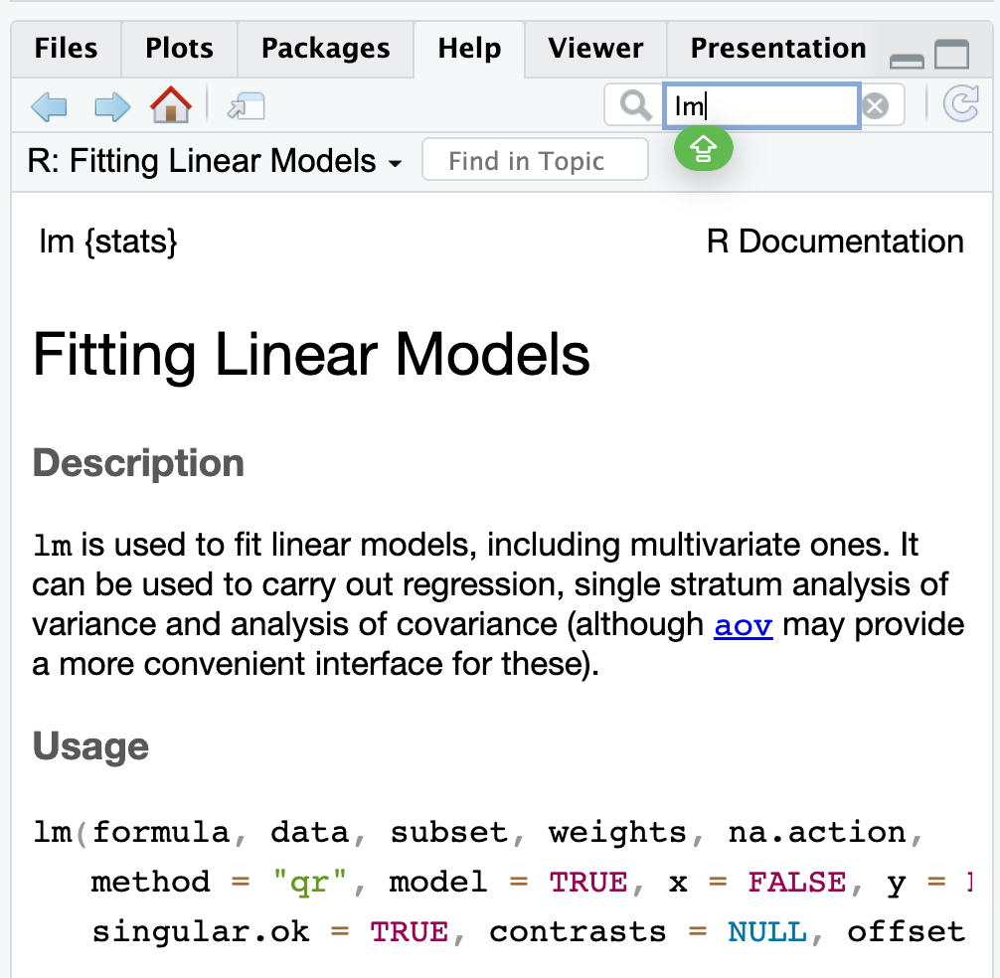 Files Plots Packages Help Viewer Presentation
lm
R: Fitting Linear Models Find in Topic
lm {stats} R Documentation
Fitting Linear Models
Description
lm is used to fit linear models, including multivariate ones. It
can be used to carry out regression, single stratum analysis of
variance and analysis of covariance (although aov may provide
a more convenient interface for these).
Usage
lm(formula, data, subset, weights, na.action,
   method = "qr", model = TRUE, x = FALSE, y =
   singular.ok = TRUE, contrasts = NULL, offset